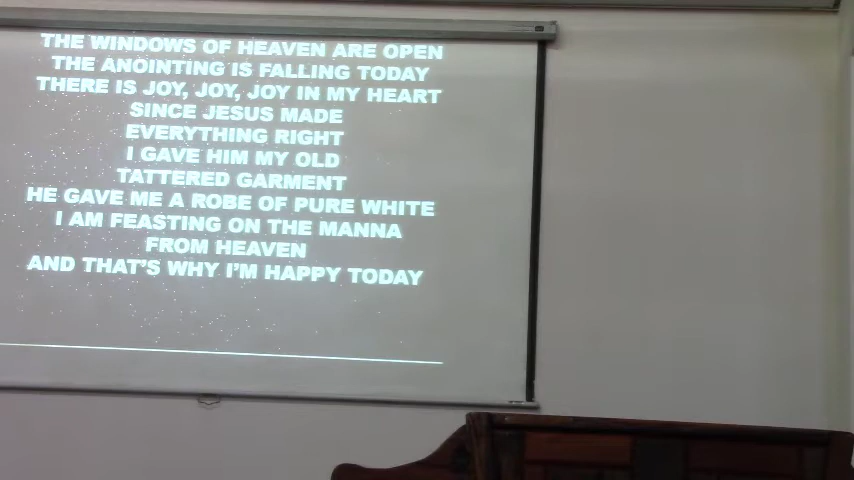 THE WINDOWS OF HEAVEN ARE OPEN
THE ANOINTING IS FALLING TODAY
THERE IS JOY, JOY, JOY IN MY HEART
SINCE JESUS MADE
EVERYTHING RIGHT
I GAVE HIM MY OLD
TATTERED GARMENT
HE GAVE ME A ROBE OF PURE WHITE
I AM FEASTING ON THE MANNA
FROM HEAVEN
AND THAT'S WHY I'M HAPPY TODAY